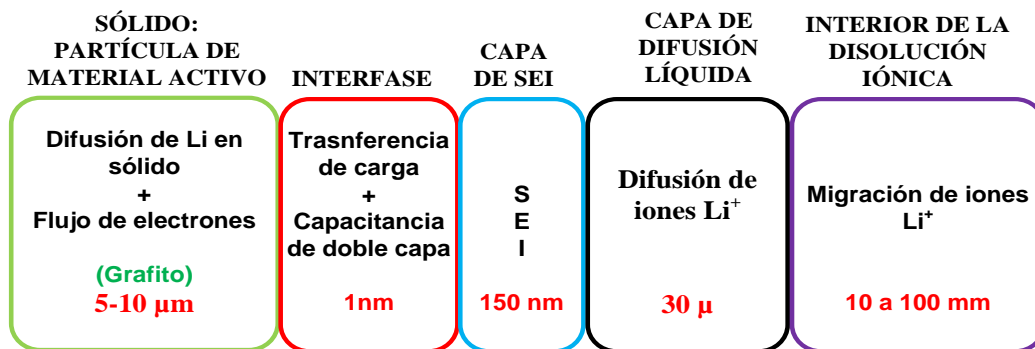 SÓLIDO:
PARTÍCULA DE
MATERIAL ACTIVO
INTERFASE
CAPA
DE SEI
CAPA DE
DIFUSIÓN
LÍQUIDA
INTERIOR DE LA
DISOLUCIÓN
IÓNICA
Difusión de Li en
sólido
+
Flujo de electrones
(Grafito)
5-10 µm
Trasnferencia
de carga
+
Capacitancia
de doble capa
1nm
S
E
I
150 nm
Difusión de
iones Li⁺
30 µ
Migración de iones
Li⁺
10 a 100 mm